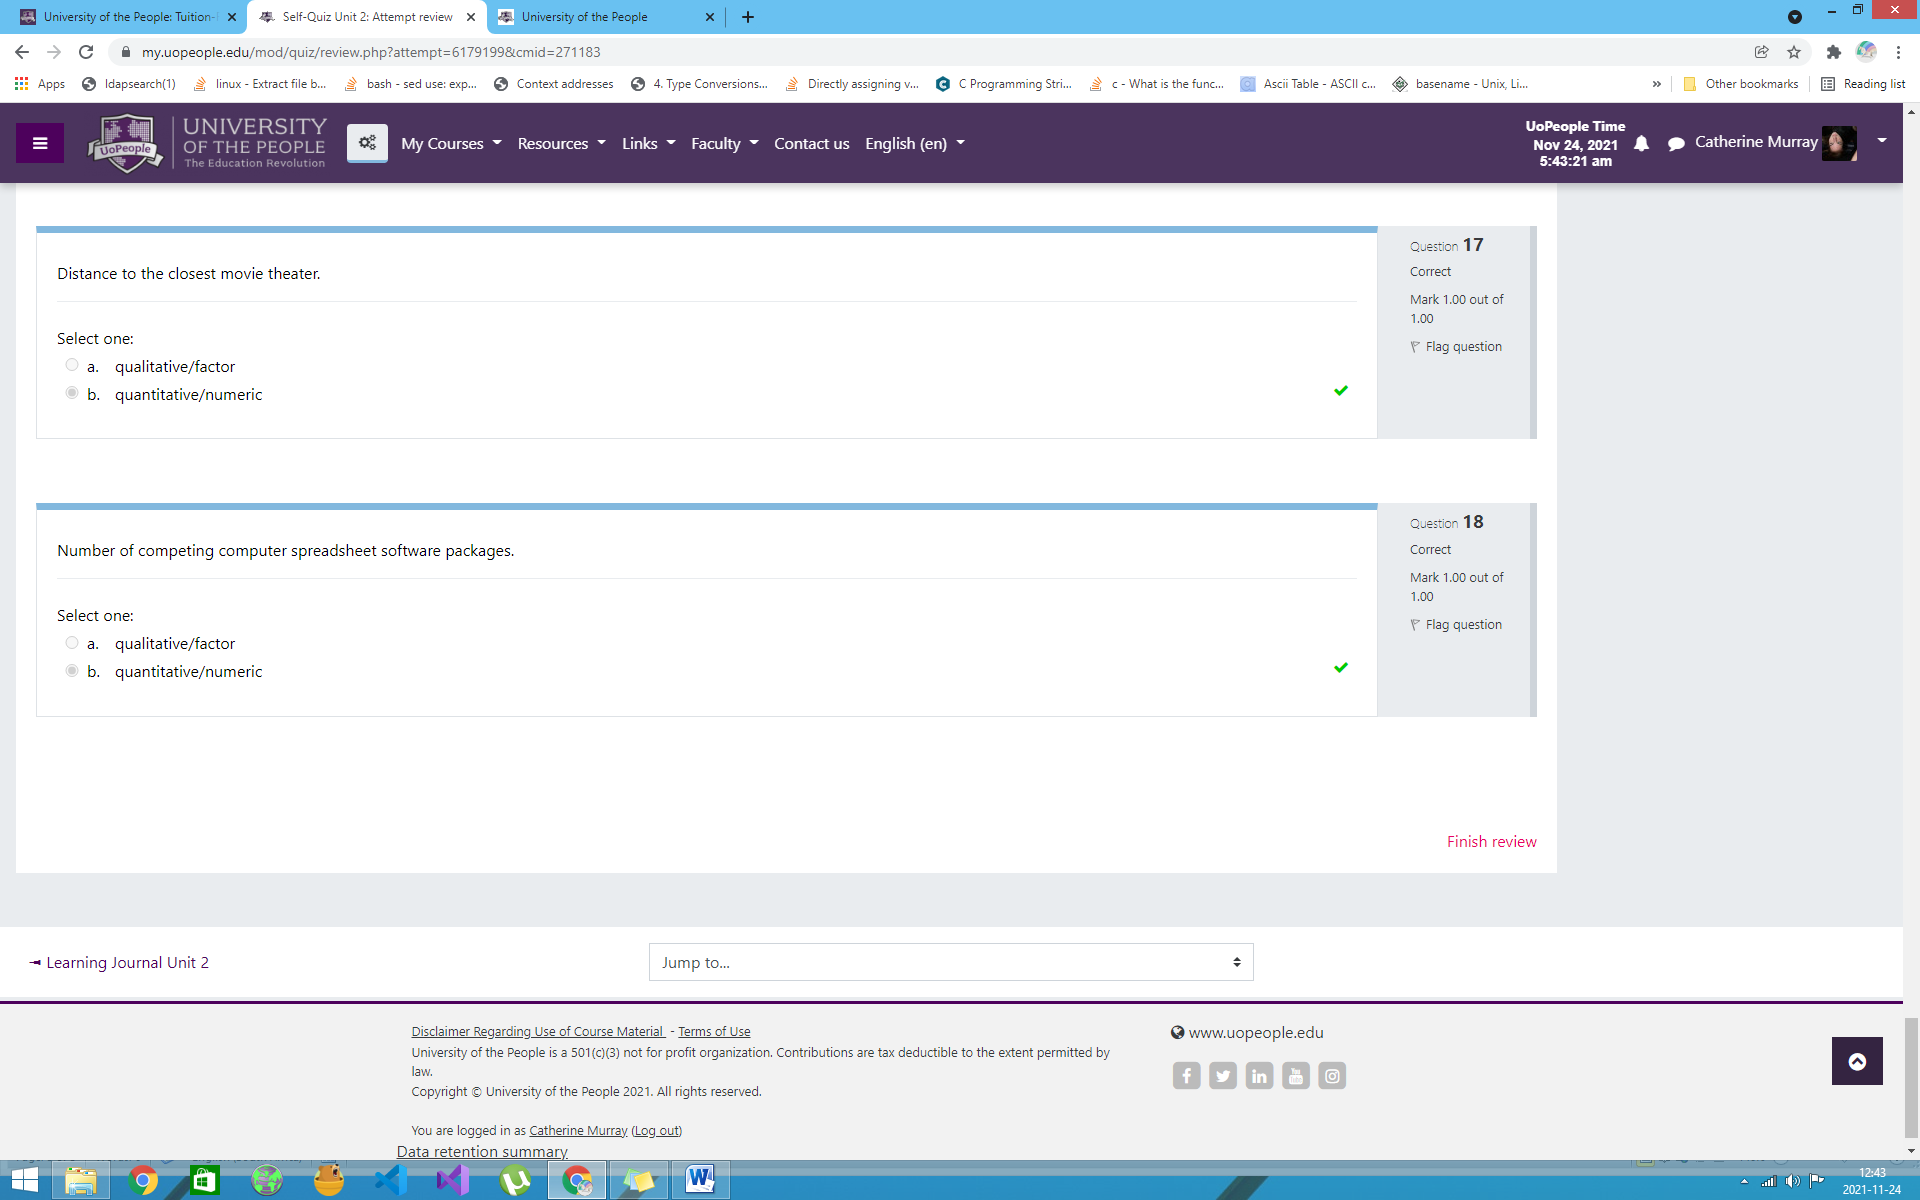 University of the People: Tuition-
Self-Quiz Unit 2: Attempt review
University of the People
my.uopeople.edu/mod/quiz/review.php?attempt=6179199&cmid=271183
Apps
ldapsearch(1)
linux - Extract file b...
bash - sed use: exp...
Context addresses
4. Type Conversions...
Directly assigning v...
C Programming Stri...
c - What is the func...
Ascii Table - ASCII c...
basename - Unix, Li...
»
Other bookmarks
Reading list
UoPeople
UNIVERSITY
OF THE PEOPLE
The Education Revolution
My Courses
Resources
Links
Faculty
Contact us
English (en)
UoPeople Time
Nov 24, 2021
5:43:21 am
Catherine Murray
Distance to the closest movie theater.
Select one:
a. qualitative/factor
b. quantitative/numeric
Question 17
Correct
Mark 1.00 out of
1.00
Flag question
Number of competing computer spreadsheet software packages.
Select one:
a. qualitative/factor
b. quantitative/numeric
Question 18
Correct
Mark 1.00 out of
1.00
Flag question
Finish review
Learning Journal Unit 2
Jump to...
Disclaimer Regarding Use of Course Material - Terms of Use
University of the People is a 501(c)(3) not for profit organization. Contributions are tax deductible to the extent permitted by
law.
Copyright © University of the People 2021. All rights reserved.
You are logged in as Catherine Murray (Log out)
Data retention summary
www.uopeople.edu
12:43
2021-11-24